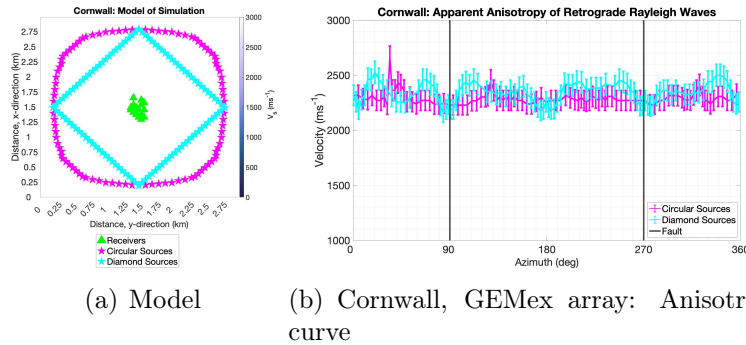 Cornwall: Model of Simulation
Distance, x-direction (km)
2.75
2.5
2.25
2
1.75
1.5
1.25
1
0.75
0.5
0.25
0
0
0.25
0.5
0.75
1
1.25
1.5
1.75
2
2.25
2.5
2.75
Distance, y-direction (km)
3000
2500
2000
1500
1000
500
0
v_s (ms⁻¹)
Receivers
Circular Sources
Diamond Sources
(a) Model
Cornwall: Apparent Anisotropy of Retrograde Rayleigh Waves
Velocity (ms⁻¹)
3000
2500
2200
1500
1000
0
90
180
270
360
Azimuth (deg)
Circular Sources
Diamond Sources
Fault
(b) Cornwall, GEMex array: Anisotr
curve